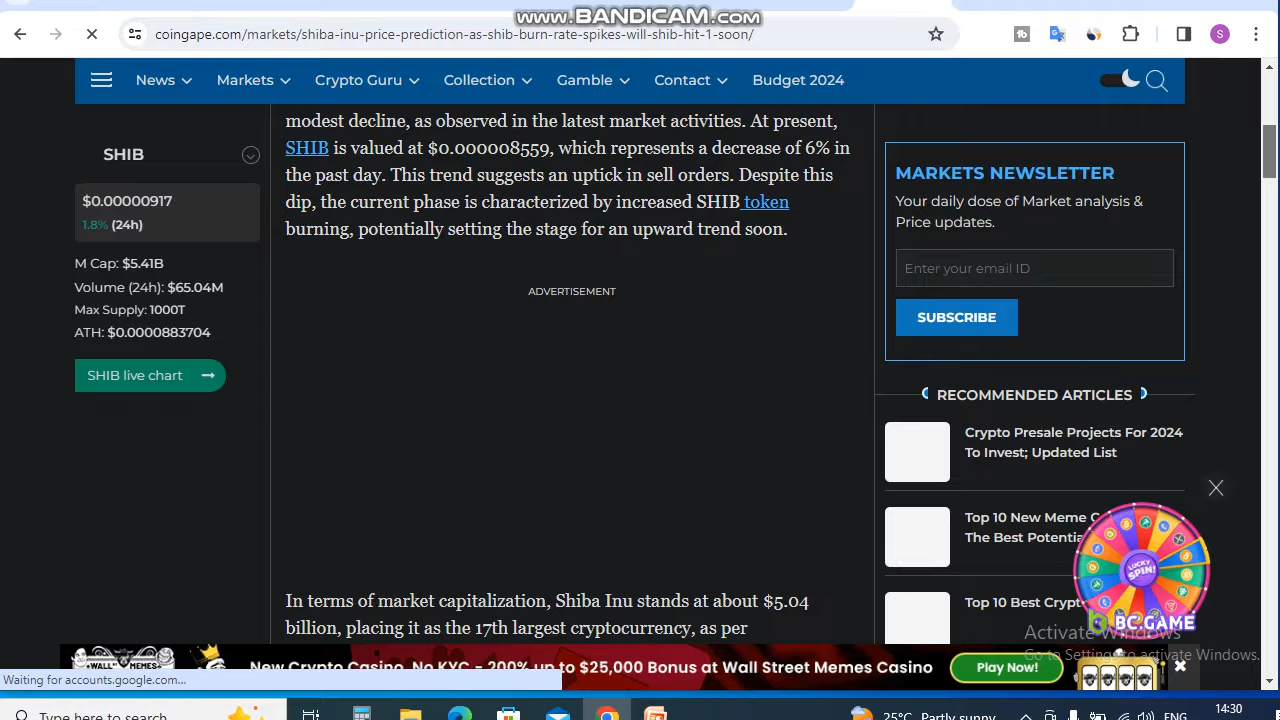 www.BANDICAM.com
coingape.com/markets/shiba-inu-price-prediction-as-shib-burn-rate-spikes-will-shib-hit-1-soon/
S
News Markets Crypto Guru Collection Gamble Contact Budget 2024
modest decline, as observed in the latest market activities. At present,
SHIB is valued at $0.000008559, which represents a decrease of 6% in
the past day. This trend suggests an uptick in sell orders. Despite this
dip, the current phase is characterized by increased SHIB token
burning, potentially setting the stage for an upward trend soon.
ADVERTISEMENT
In terms of market capitalization, Shiba Inu stands at about $5.04
billion, placing it as the 17th largest cryptocurrency, as per
SHIB
$0.00000917
1.8% (24h)
M Cap: $5.41B
Volume (24h): $65.04M
Max Supply: 1000T
ATH: $0.0000883704
SHIB live chart
MARKETS NEWSLETTER
Your daily dose of Market analysis &
Price updates.
Enter your email ID
SUBSCRIBE
RECOMMENDED ARTICLES
Crypto Presale Projects For 2024
To Invest; Updated List
Top 10 New Meme
The Best Potentia
Top 10 Best Crypt
LUCKY
SPIN!
BC.GAME
Activate Windows
Go to Settings to activate Windows.
WALL ST
MEMES
New Crypto Casino. No KYC - 200% up to $25,000 Bonus at Wall Street Memes Casino
Play Now!
Waiting for accounts.google.com...
Type here to search
25°C Partly sunny
ENG
14:30